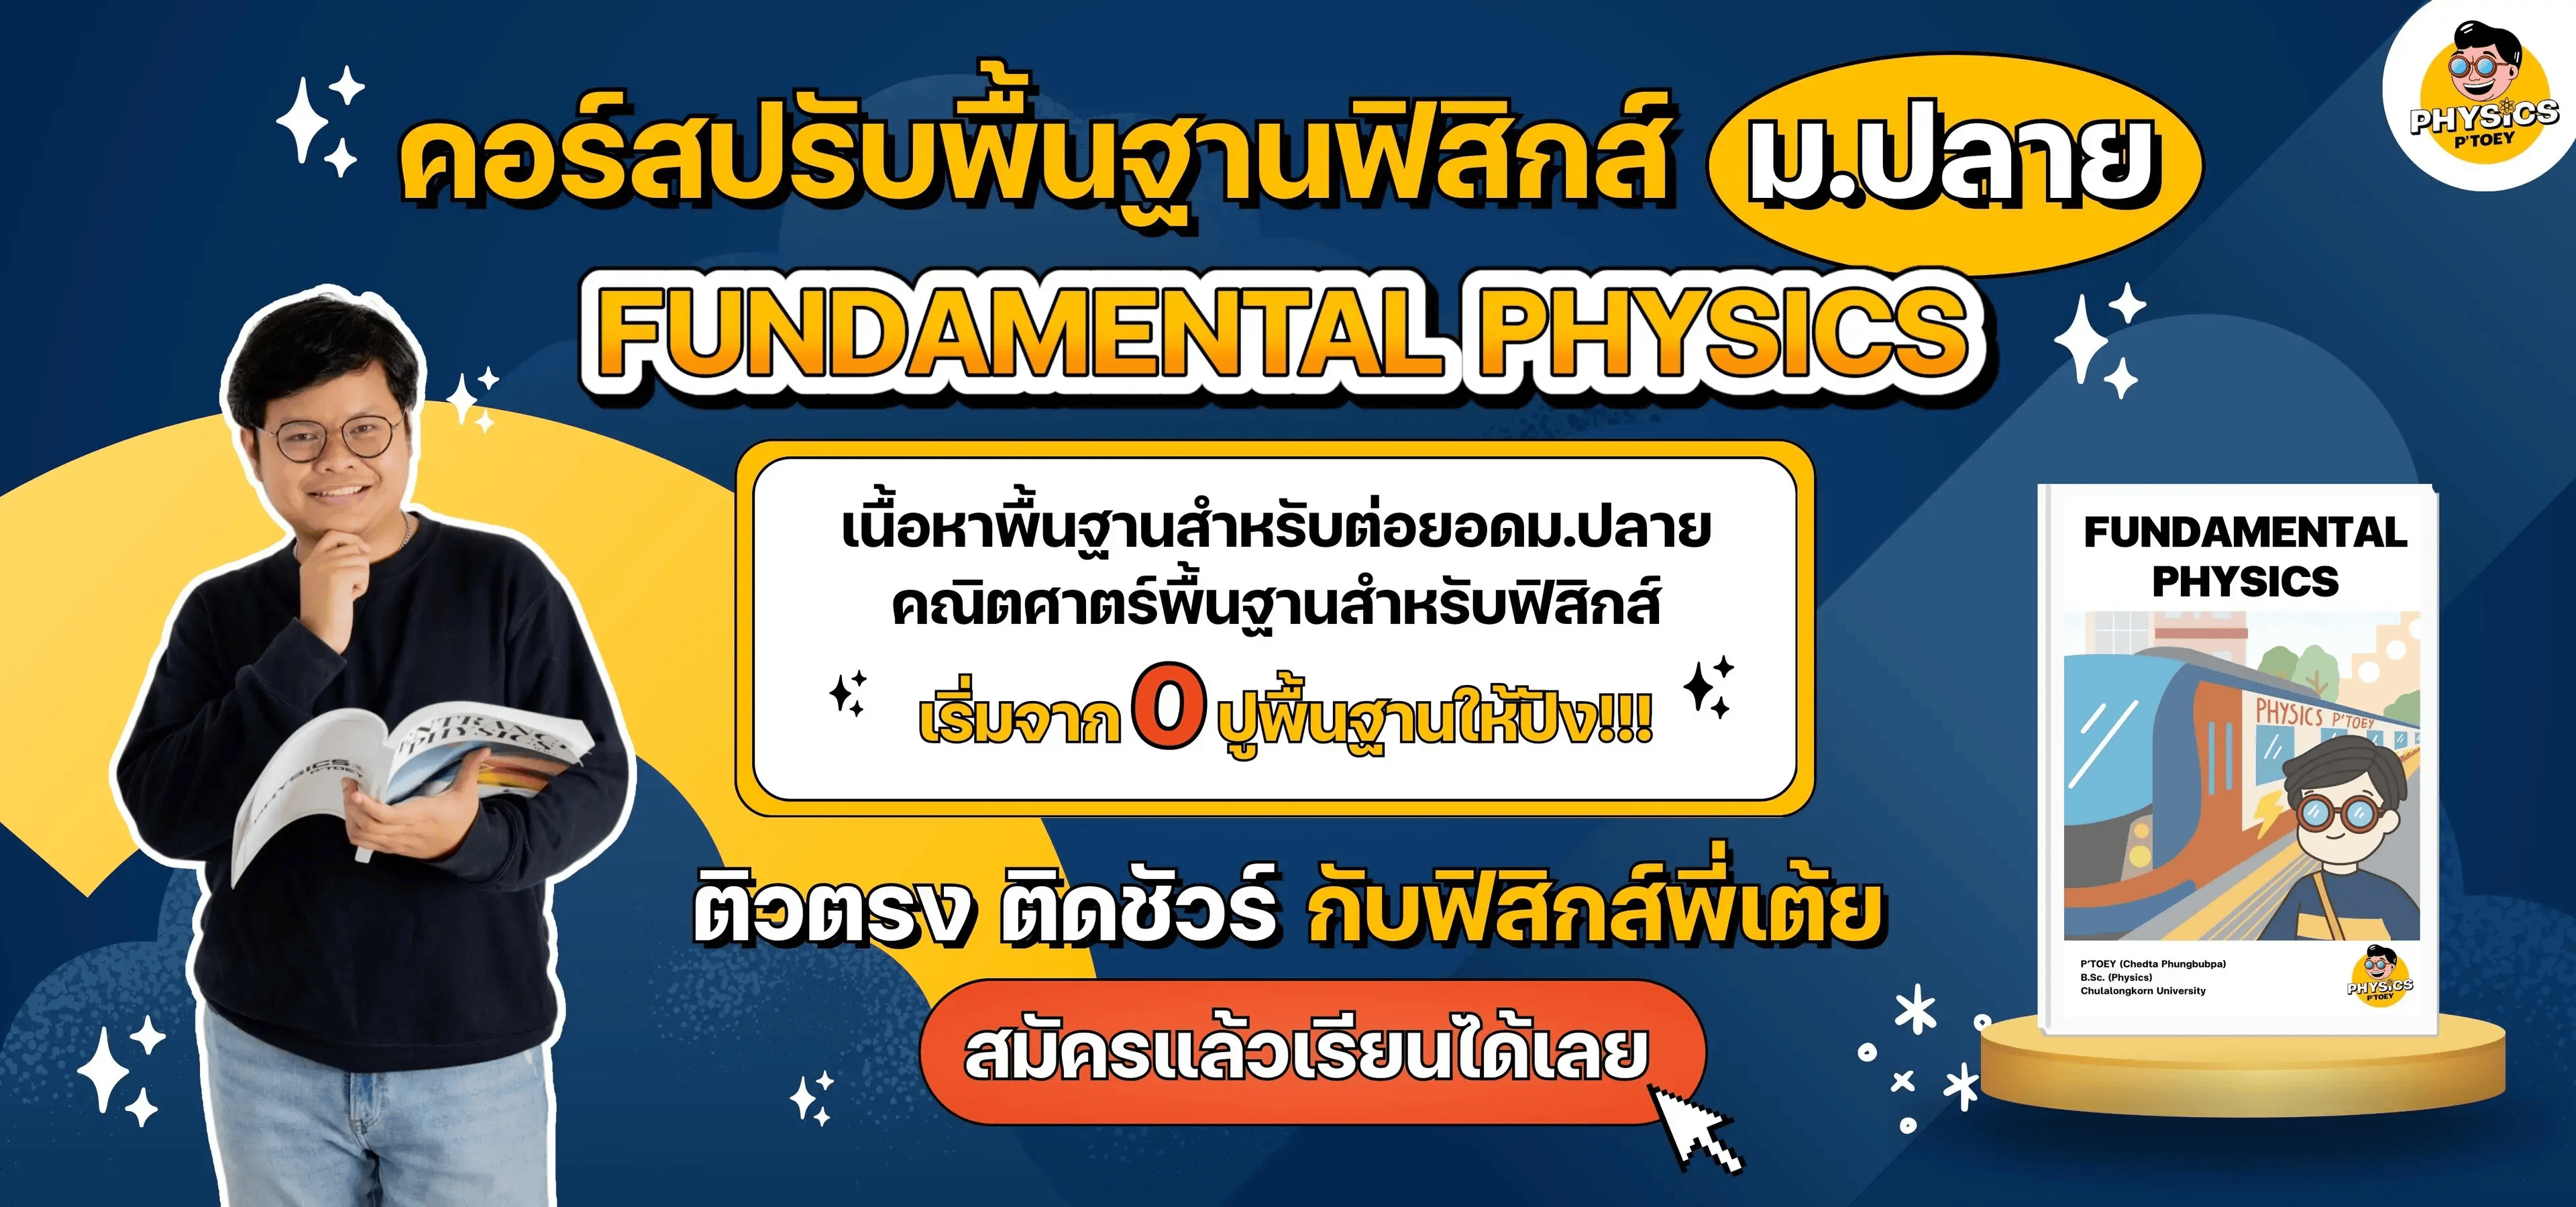 คอร์สปรับพื้นฐานฟิสิกส์ ม.ปลาย
PHYSICS
P'TOEY
FUNDAMENTAL PHYSICS
เนื้อหาพื้นฐานสำหรับต่อยอดม.ปลาย
คณิตศาตร์พื้นฐานสำหรับฟิสิกส์
เริ่มจาก 0 ปูพื้นฐานให้ปัง!!!
ติวตรง ติดชัวร์ กับฟิสิกส์พี่เต้ย
สมัครแล้วเรียนได้เลย
PHYSICS
P'TOEY
FUNDAMENTAL
PHYSICS
PHYSICS P'TOEY
P'TOEY (Chedta Phungbubpa)
B.Sc. (Physics)
Chulalongkorn University
PHYSICS
P'TOEY